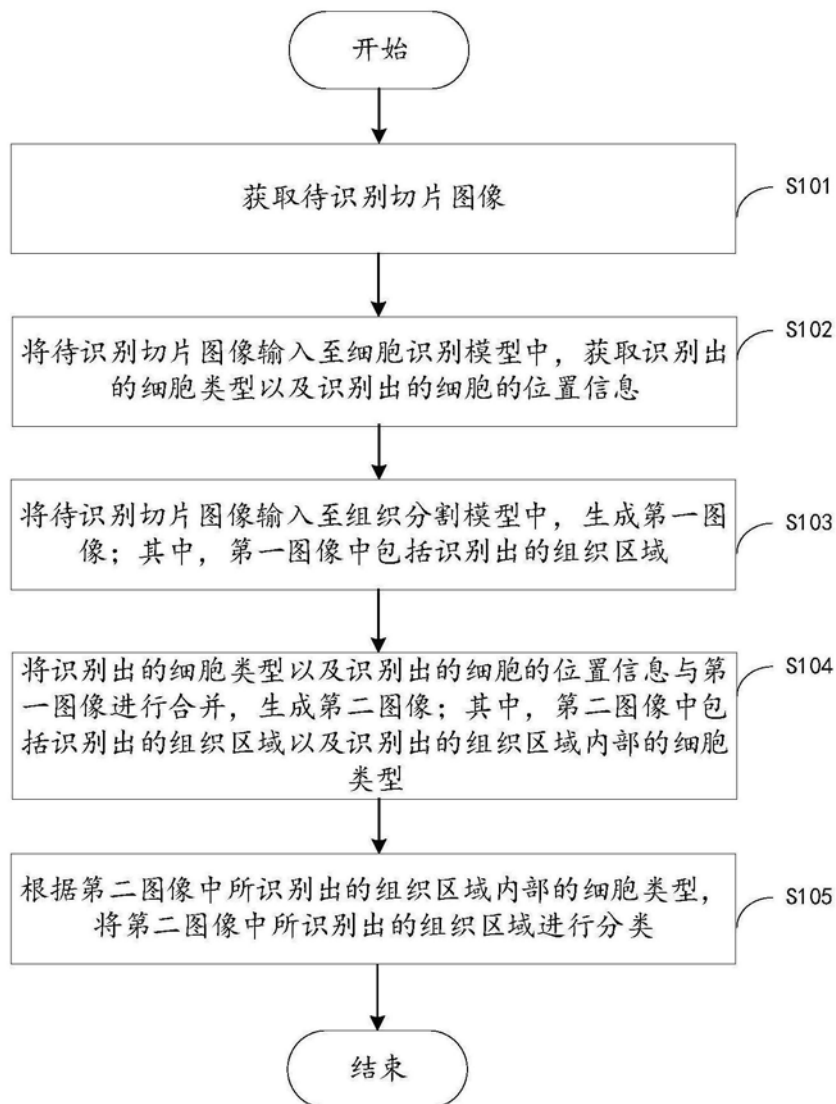 开始
获取待识别切片图像
S101
将待识别切片图像输入至细胞识别模型中，获取识别出
的细胞类型以及识别出的细胞的位置信息
S102
将待识别切片图像输入至组织分割模型中，生成第一图
像；其中，第一图像中包括识别出的组织区域
S103
将识别出的细胞类型以及识别出的细胞的位置信息与第
一图像进行合并，生成第二图像；其中，第二图像中包
括识别出的组织区域以及识别出的组织区域内部的细胞
类型
S104
根据第二图像中所识别出的组织区域内部的细胞类型，
将第二图像中所识别出的组织区域进行分类
S105
结束